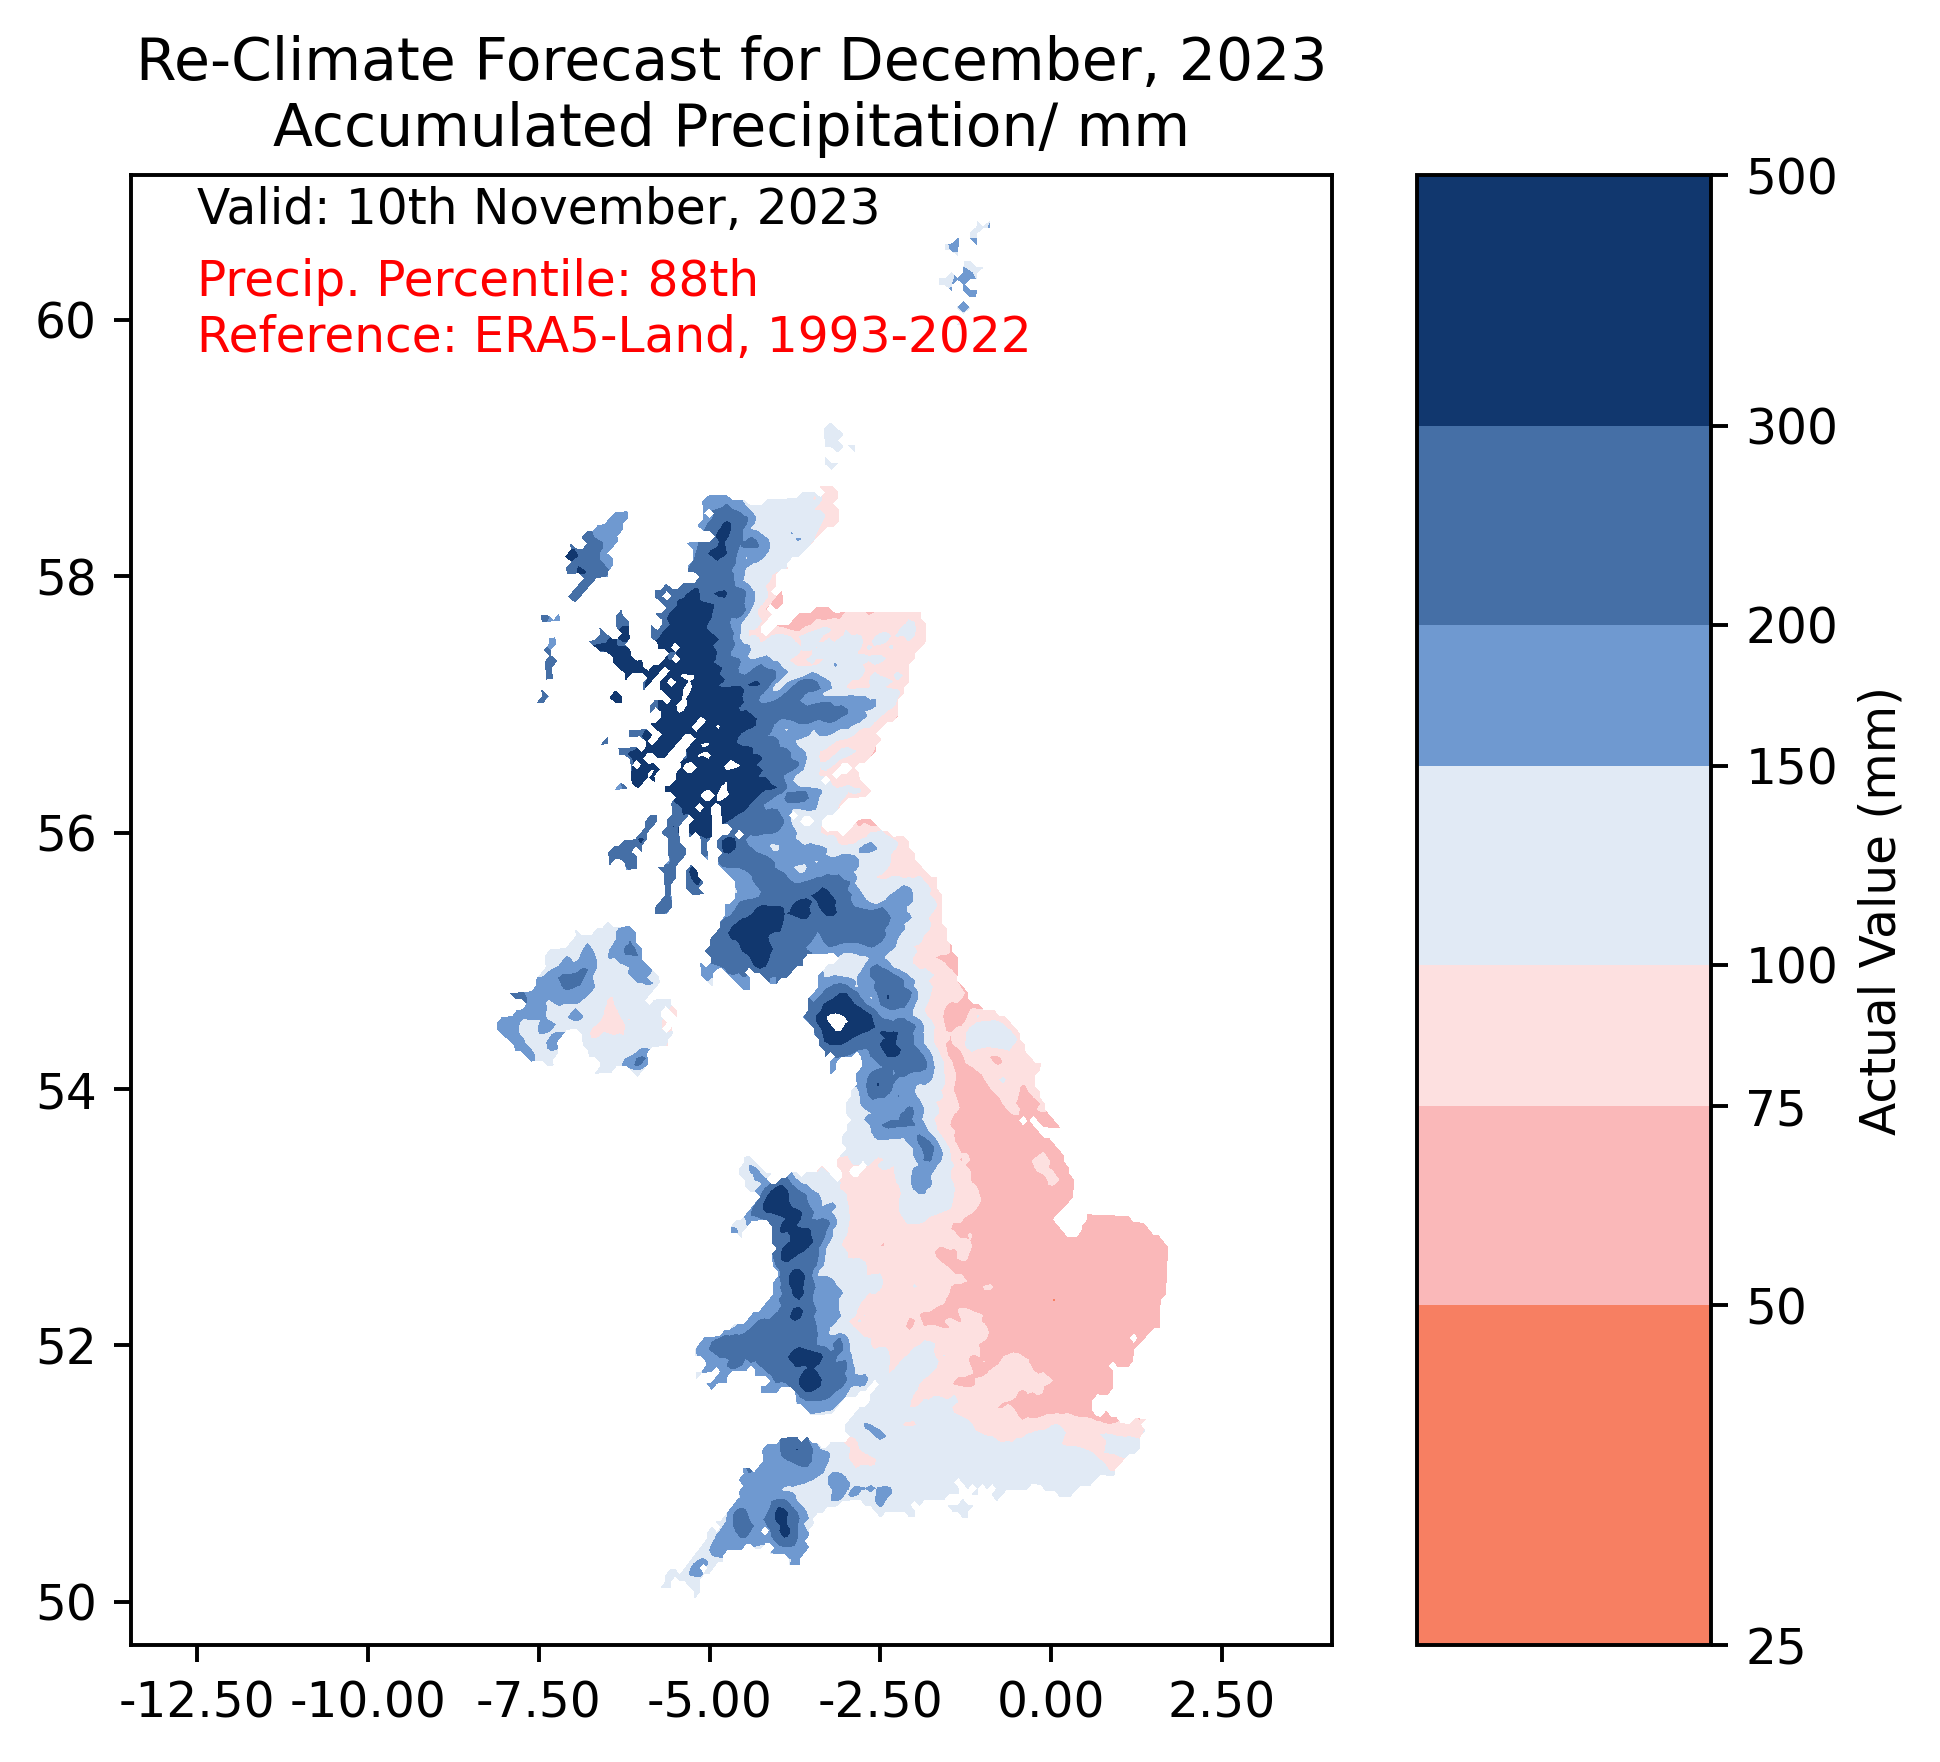 Re-Climate Forecast for December, 2023
Accumulated Precipitation/ mm
Valid: 10th November, 2023
Precip. Percentile: 88th
Reference: ERA5-Land, 1993-2022
60
58
56
54
52
50
-12.50 -10.00 -7.50 -5.00 -2.50 0.00 2.50
500
300
200
150
100
75
50
25
Actual Value (mm)